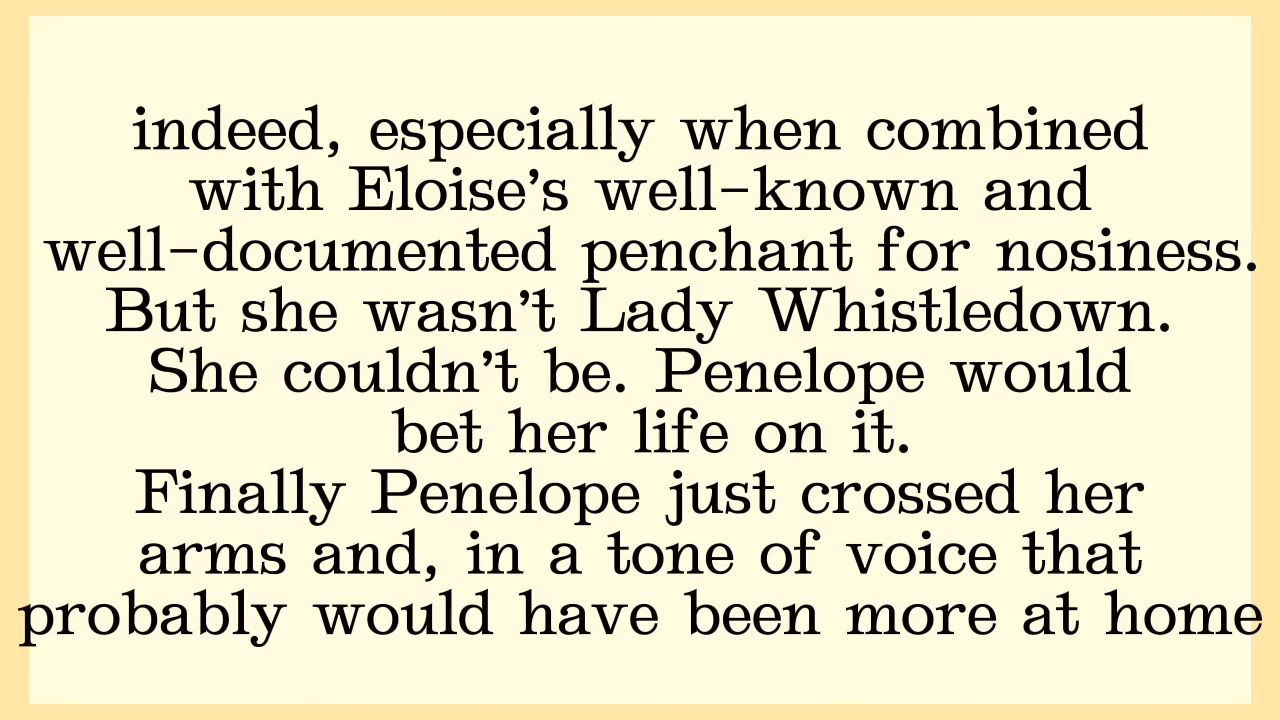 indeed, especially when combined
with Eloise’s well-known and
well-documented penchant for nosiness.
But she wasn’t Lady Whistledown.
She couldn’t be. Penelope would
bet her life on it.
Finally Penelope just crossed her
arms and, in a tone of voice that
probably would have been more at home